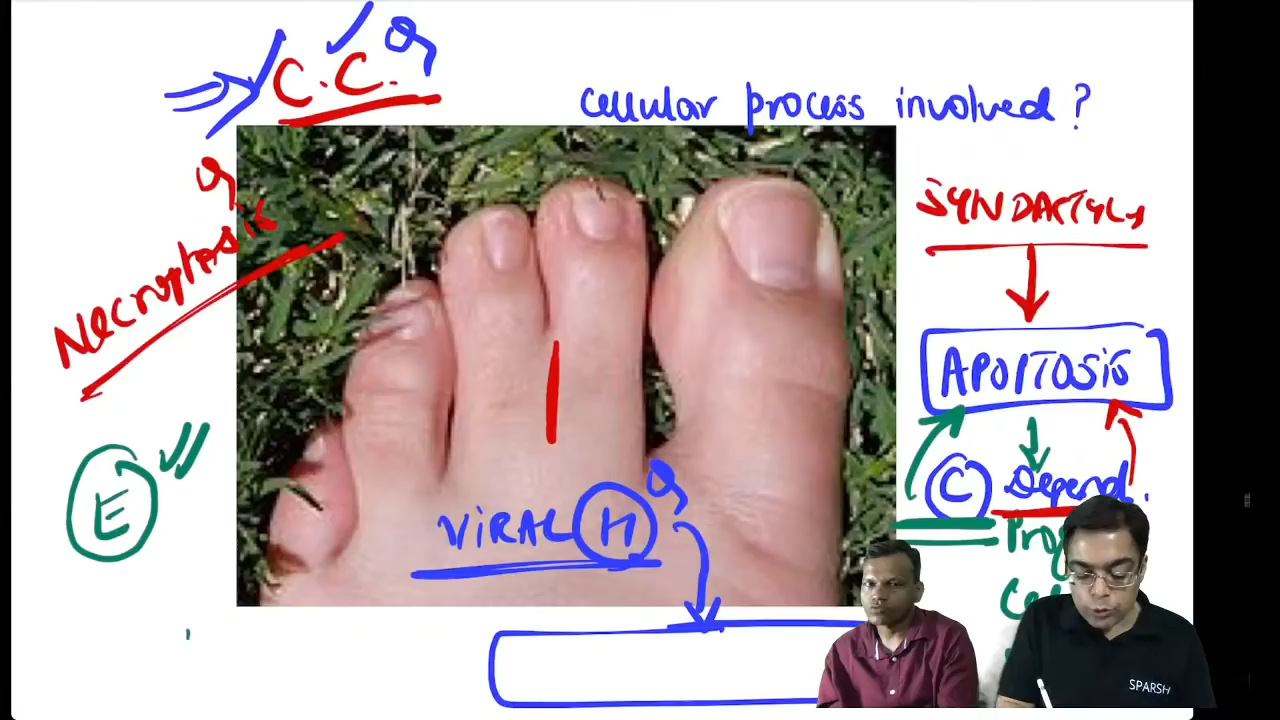 C.C.
cellular process involved?
Necroptosis
SYNDACTYLY
APOPTOSIS
E
C Depend.
VIRAL H
SPARSH